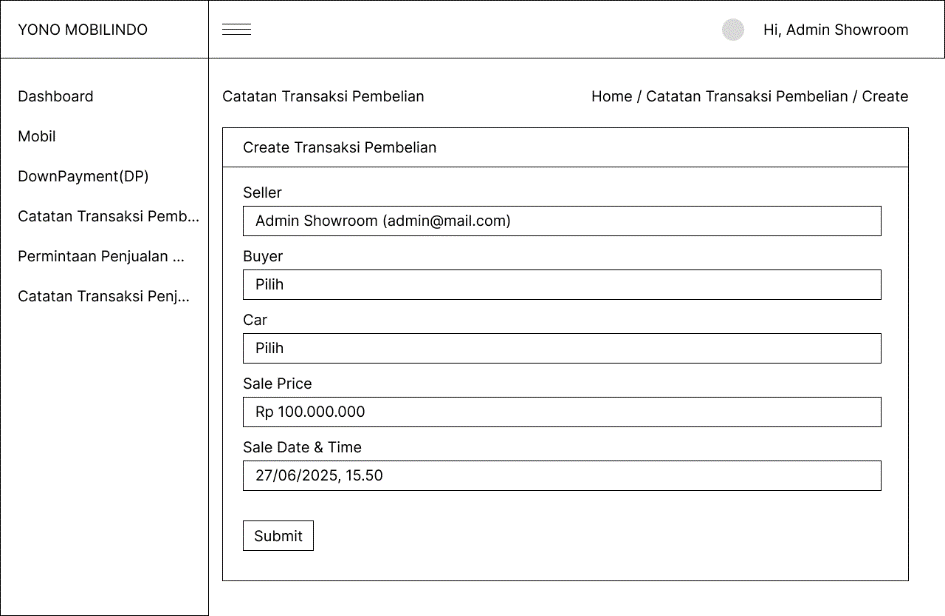 YONO MOBILINDO
Hi, Admin Showroom
Dashboard
Mobil
DownPayment(DP)
Catatan Transaksi Pemb...
Permintaan Penjualan ...
Catatan Transaksi Penj...
Catatan Transaksi Pembelian
Home / Catatan Transaksi Pembelian / Create
Create Transaksi Pembelian
Seller
Admin Showroom (admin@mail.com)
Buyer
Pilih
Car
Pilih
Sale Price
Rp 100.000.000
Sale Date & Time
27/06/2025, 15.50
Submit